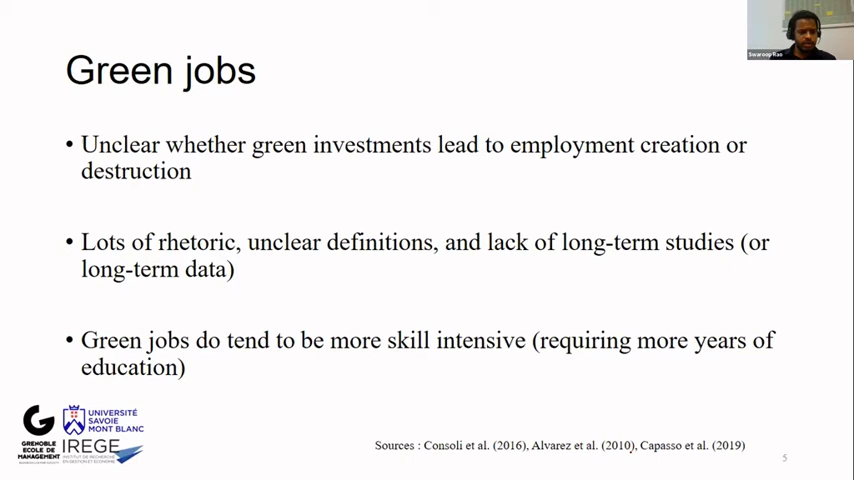 Swaroop Rao
Green jobs
• Unclear whether green investments lead to employment creation or
destruction
• Lots of rhetoric, unclear definitions, and lack of long-term studies (or
long-term data)
• Green jobs do tend to be more skill intensive (requiring more years of
education)
GRENOBLE
ECOLE DE
MANAGEMENT
UNIVERSITÉ
SAVOIE
MONT BLANC
IREGE
INSTITUT DE RECHERCHE
EN GESTION ET ECONOMIE
Sources : Consoli et al. (2016), Alvarez et al. (2010), Capasso et al. (2019)
5